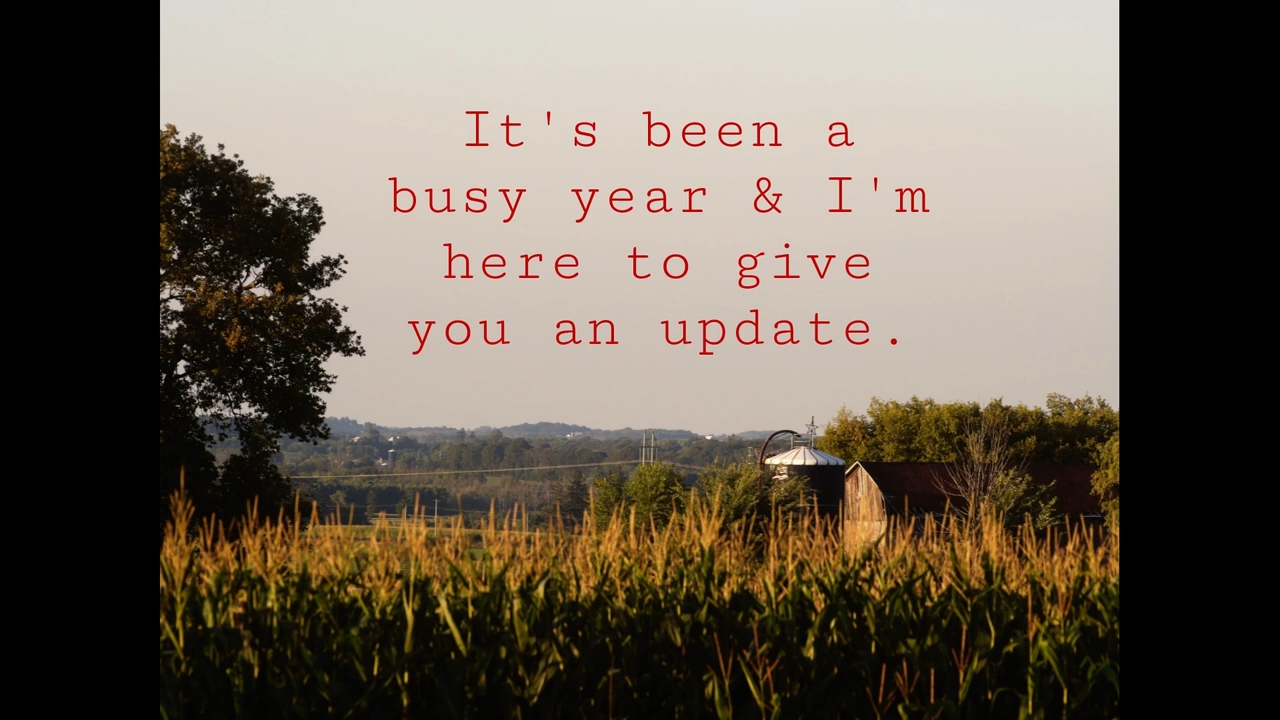 It's been a
busy year & I'm
here to give
you an update.